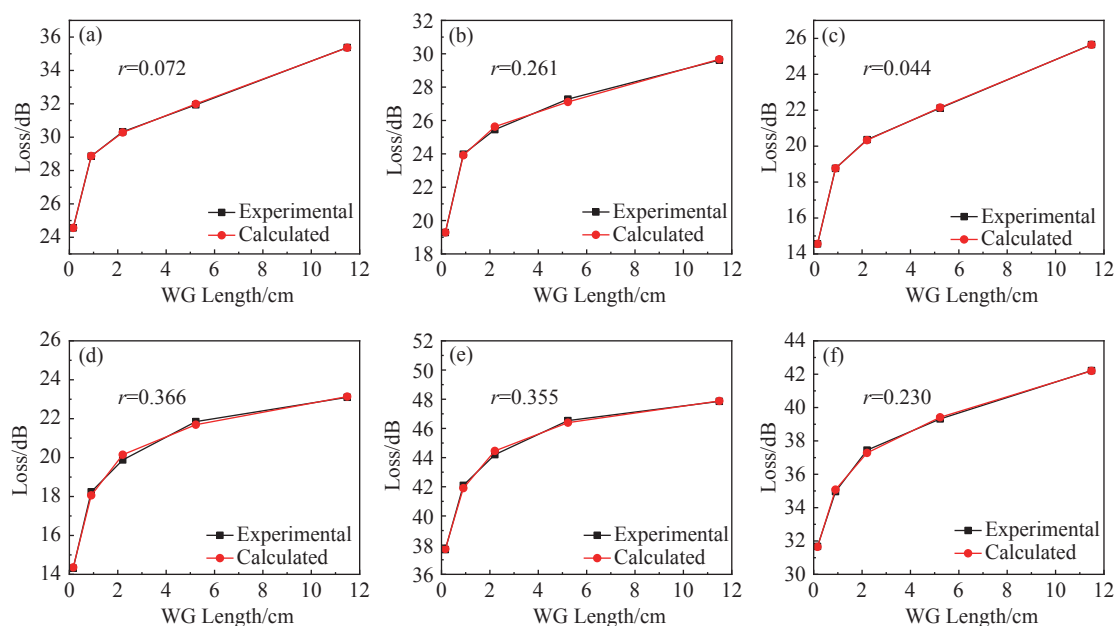 (a)
r=0.072
Loss/dB
36
34
32
30
28
26
24
Experimental
Calculated
0 2 4 6 8 10 12
WG Length/cm
(b)
r=0.261
Loss/dB
32
30
28
26
24
22
20
18
Experimental
Calculated
0 2 4 6 8 10 12
WG Length/cm
(c)
r=0.044
Loss/dB
26
24
22
20
18
16
14
Experimental
Calculated
0 2 4 6 8 10 12
WG Length/cm
(d)
r=0.366
Loss/dB
26
24
22
20
18
16
14
Experimental
Calculated
0 2 4 6 8 10 12
WG Length/cm
(e)
r=0.355
Loss/dB
52
50
48
46
44
42
40
38
36
Experimental
Calculated
0 2 4 6 8 10 12
WG Length/cm
(f)
r=0.230
Loss/dB
44
42
40
38
36
34
32
30
Experimental
Calculated
0 2 4 6 8 10 12
WG Length/cm